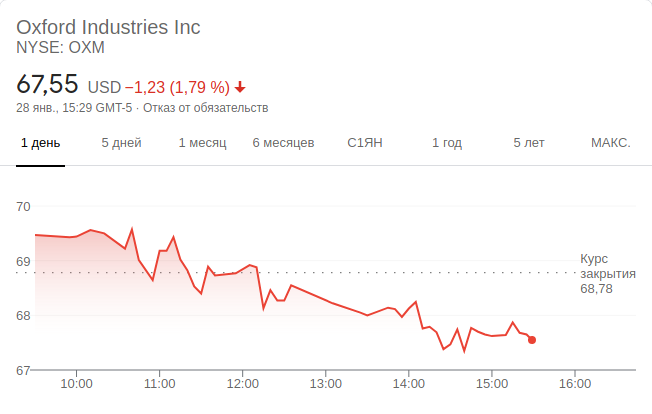 Oxford Industries Inc
NYSE: OXM
67,55 USD −1,23 (1,79 %)
28 янв., 15:29 GMT-5 · Отказ от обязательств
1 день 5 дней 1 месяц 6 месяцев С1ЯН 1 год 5 лет МАКС.
70
69
68
67
Курс
закрытия
68,78
10:00 11:00 12:00 13:00 14:00 15:00 16:00